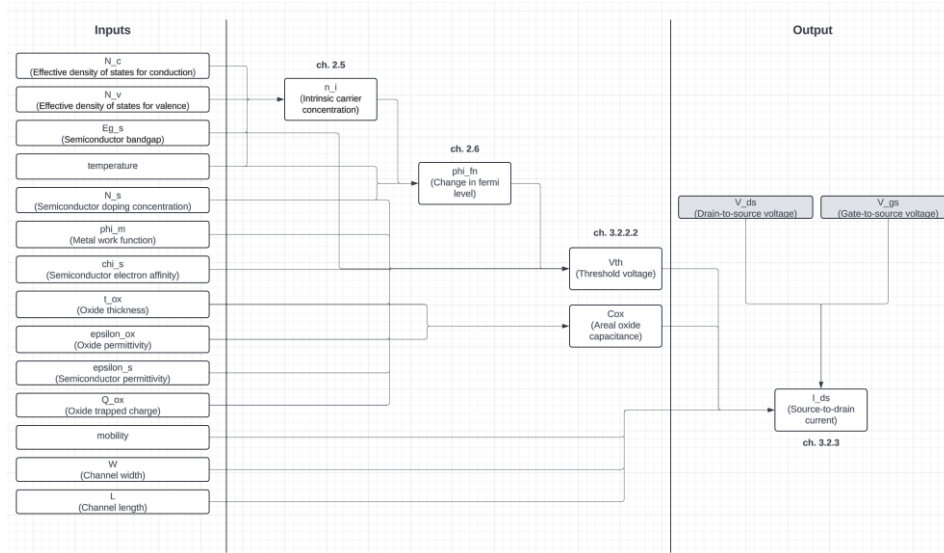 Inputs
N_c
(Effective density of states for conduction)
N_v
(Effective density of states for valence)
Eg_s
(Semiconductor bandgap)
temperature
N_s
(Semiconductor doping concentration)
phi_m
(Metal work function)
chi_s
(Semiconductor electron affinity)
t_ox
(Oxide thickness)
epsilon_ox
(Oxide permittivity)
epsilon_s
(Semiconductor permittivity)
Q_ox
(Oxide trapped charge)
mobility
W
(Channel width)
L
(Channel length)
ch. 2.5
n_i
(Intrinsic carrier
concentration)
ch. 2.6
phi_fn
(Change in fermi
level)
ch. 3.2.2.2
Vth
(Threshold voltage)
Cox
(Areal oxide
capacitance)
Output
V_ds
(Drain-to-source voltage)
V_gs
(Gate-to-source voltage)
I_ds
(Source-to-drain
current)
ch. 3.2.3